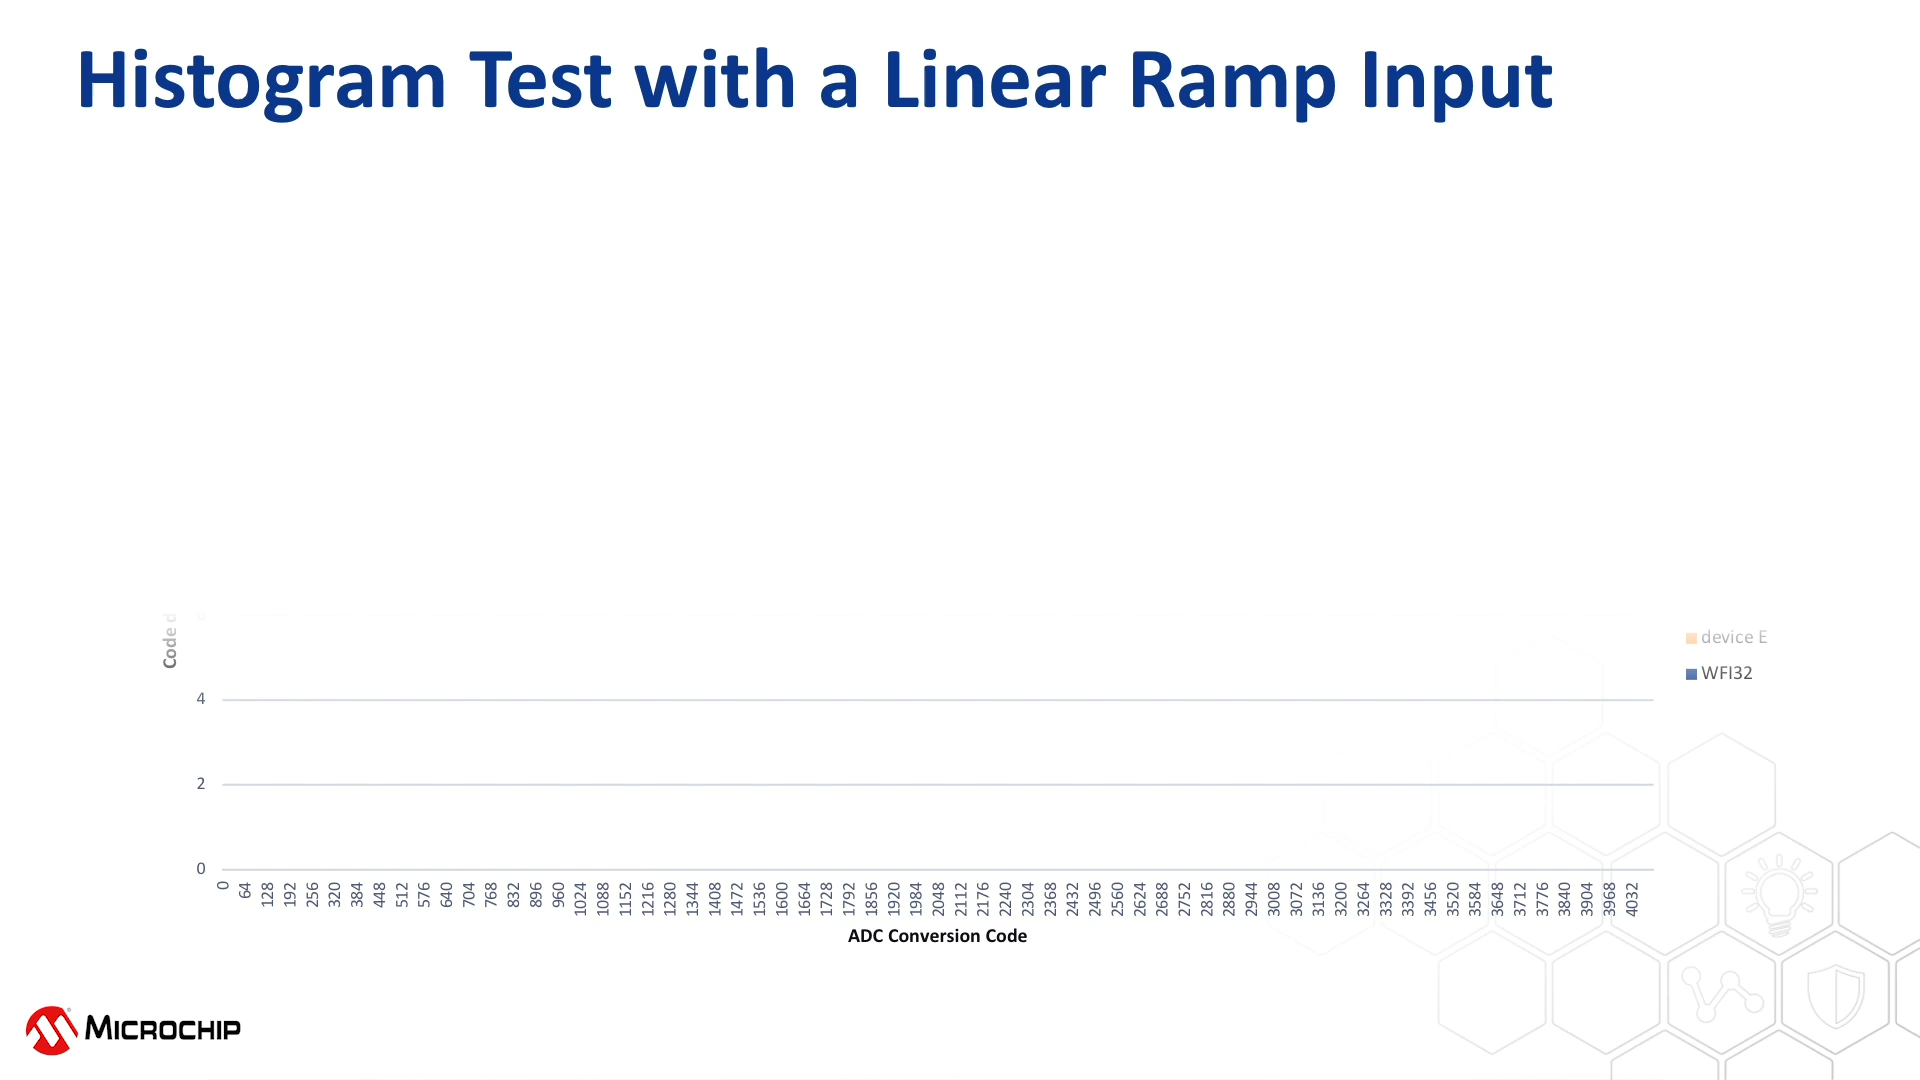 Histogram Test with a Linear Ramp Input
Code
device E
WFI32
4
2
0
0 64 128 192 256 320 384 448 512 576 640 704 768 832 896 960 1024 1088 1152 1216 1280 1344 1408 1472 1536 1600 1664 1728 1792 1856 1920 1984 2048 2112 2176 2240 2304 2368 2432 2496 2560 2624 2688 2752 2816 2880 2944 3008 3072 3136 3200 3264 3328 3392 3456 3520 3584 3648 3712 3776 3840 3904 3968 4032
ADC Conversion Code
MICROCHIP